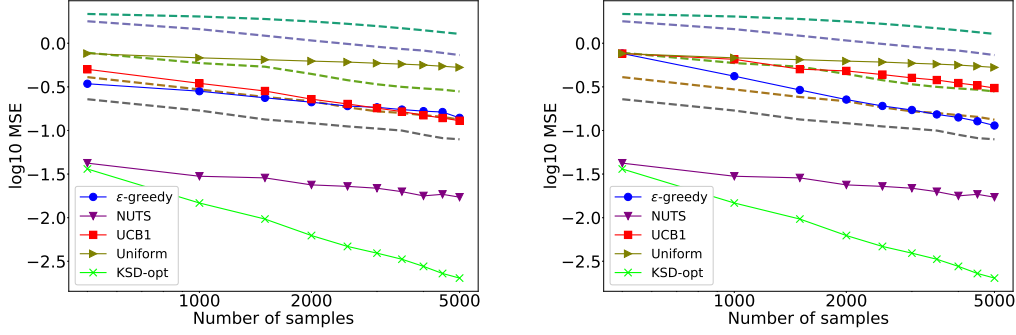 0.0
−0.5
−1.0
−1.5
−2.0
−2.5
log10 MSE
ε-greedy
NUTS
UCB1
Uniform
KSD-opt
1000
2000
5000
Number of samples
0.0
−0.5
−1.0
−1.5
−2.0
−2.5
log10 MSE
ε-greedy
NUTS
UCB1
Uniform
KSD-opt
1000
2000
5000
Number of samples